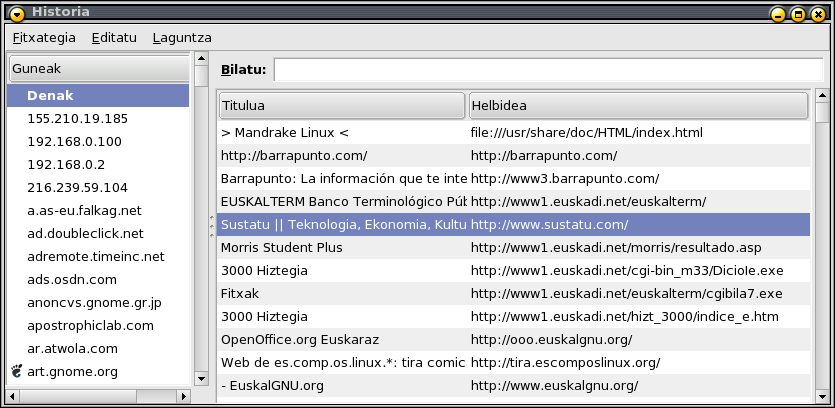 Historia
Fitxategia Editatu Laguntza
Guneak
Denak
155.210.19.185
192.168.0.100
192.168.0.2
216.239.59.104
a.as-eu.falkag.net
ad.doubleclick.net
adremote.timeinc.net
ads.osdn.com
anoncvs.gnome.gr.jp
apostrophiclab.com
ar.atwola.com
art.gnome.org
Bilatu:
Titulua Helbidea
> Mandrake Linux < file:///usr/share/doc/HTML/index.html
http://barrapunto.com/ http://barrapunto.com/
Barrapunto: La información que te inte http://www3.barrapunto.com/
EUSKALTERM Banco Terminológico Púb http://www1.euskadi.net/euskalterm/
Sustatu || Teknologia, Ekonomia, Kultu http://www.sustatu.com/
Morris Student Plus http://www1.euskadi.net/morris/resultado.asp
3000 Hiztegia http://www1.euskadi.net/cgi-bin_m33/DicioIe.exe
Fitxak http://www1.euskadi.net/euskalterm/cgibila7.exe
3000 Hiztegia http://www1.euskadi.net/hizt_3000/indice_e.htm
OpenOffice.org Euskaraz http://ooo.euskalgnu.org/
Web de es.comp.os.linux.*: tira comic http://tira.escomposlinux.org/
- EuskalGNU.org http://www.euskalgnu.org/